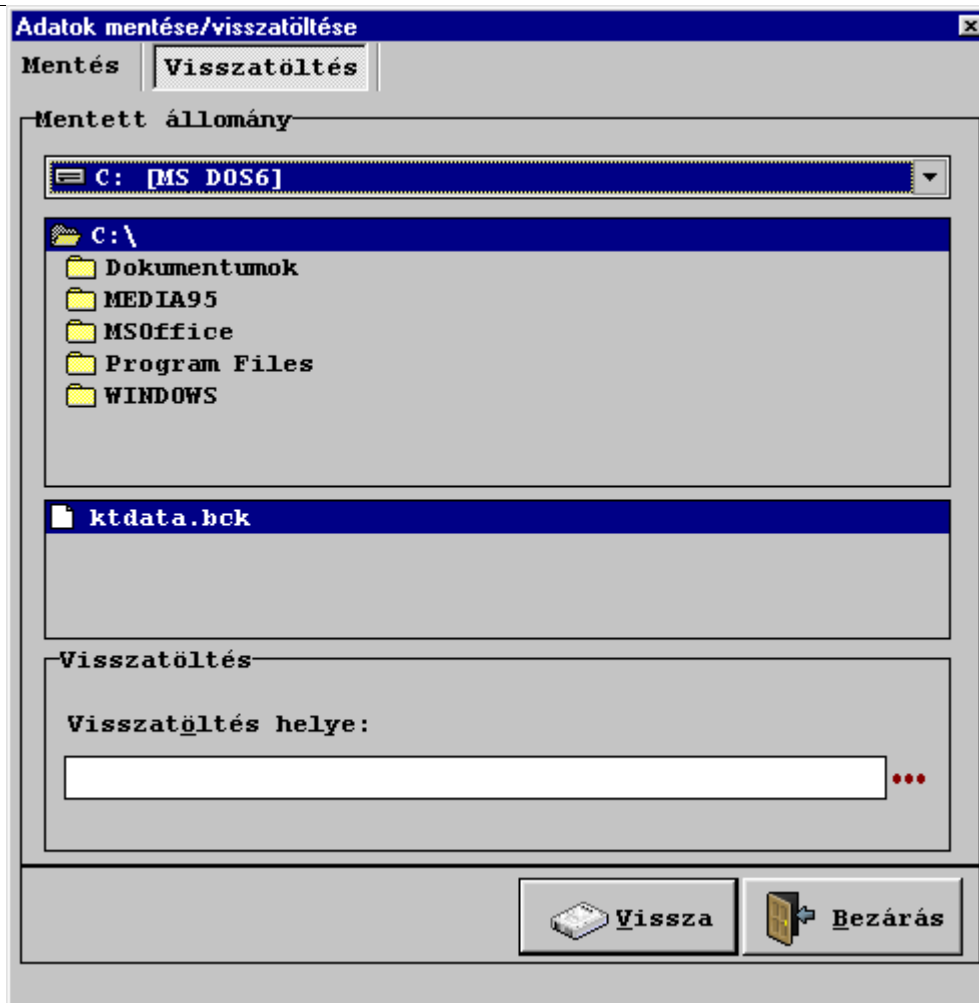 Adatok mentése/visszatöltése
Mentés Visszatöltés
Mentett állomány
C: [MS DOS6]
C:\
Dokumentumok
MEDIA95
MSOffice
Program Files
WINDOWS
ktdata.bck
Visszatöltés
Visszatöltés helye:
Vissza Bezárás